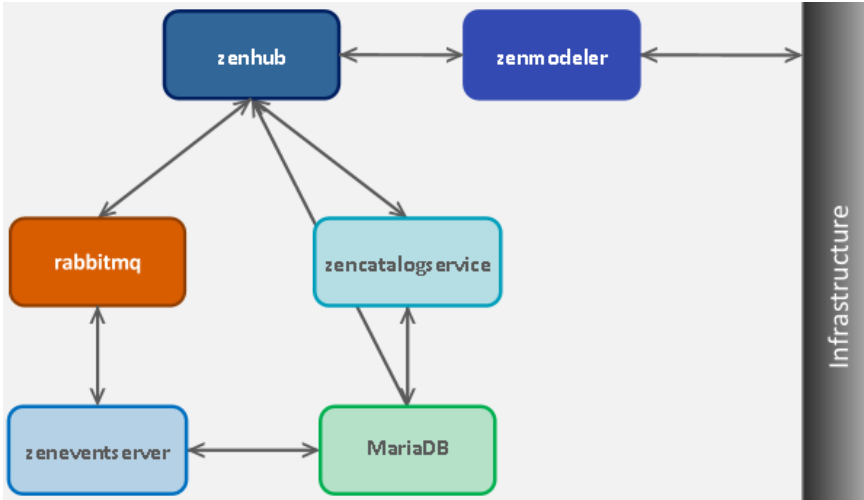 zenhub
zenmodeler
rabbitmq
zencatalogservice
Infrastructure
zeneventserver
MariaDB